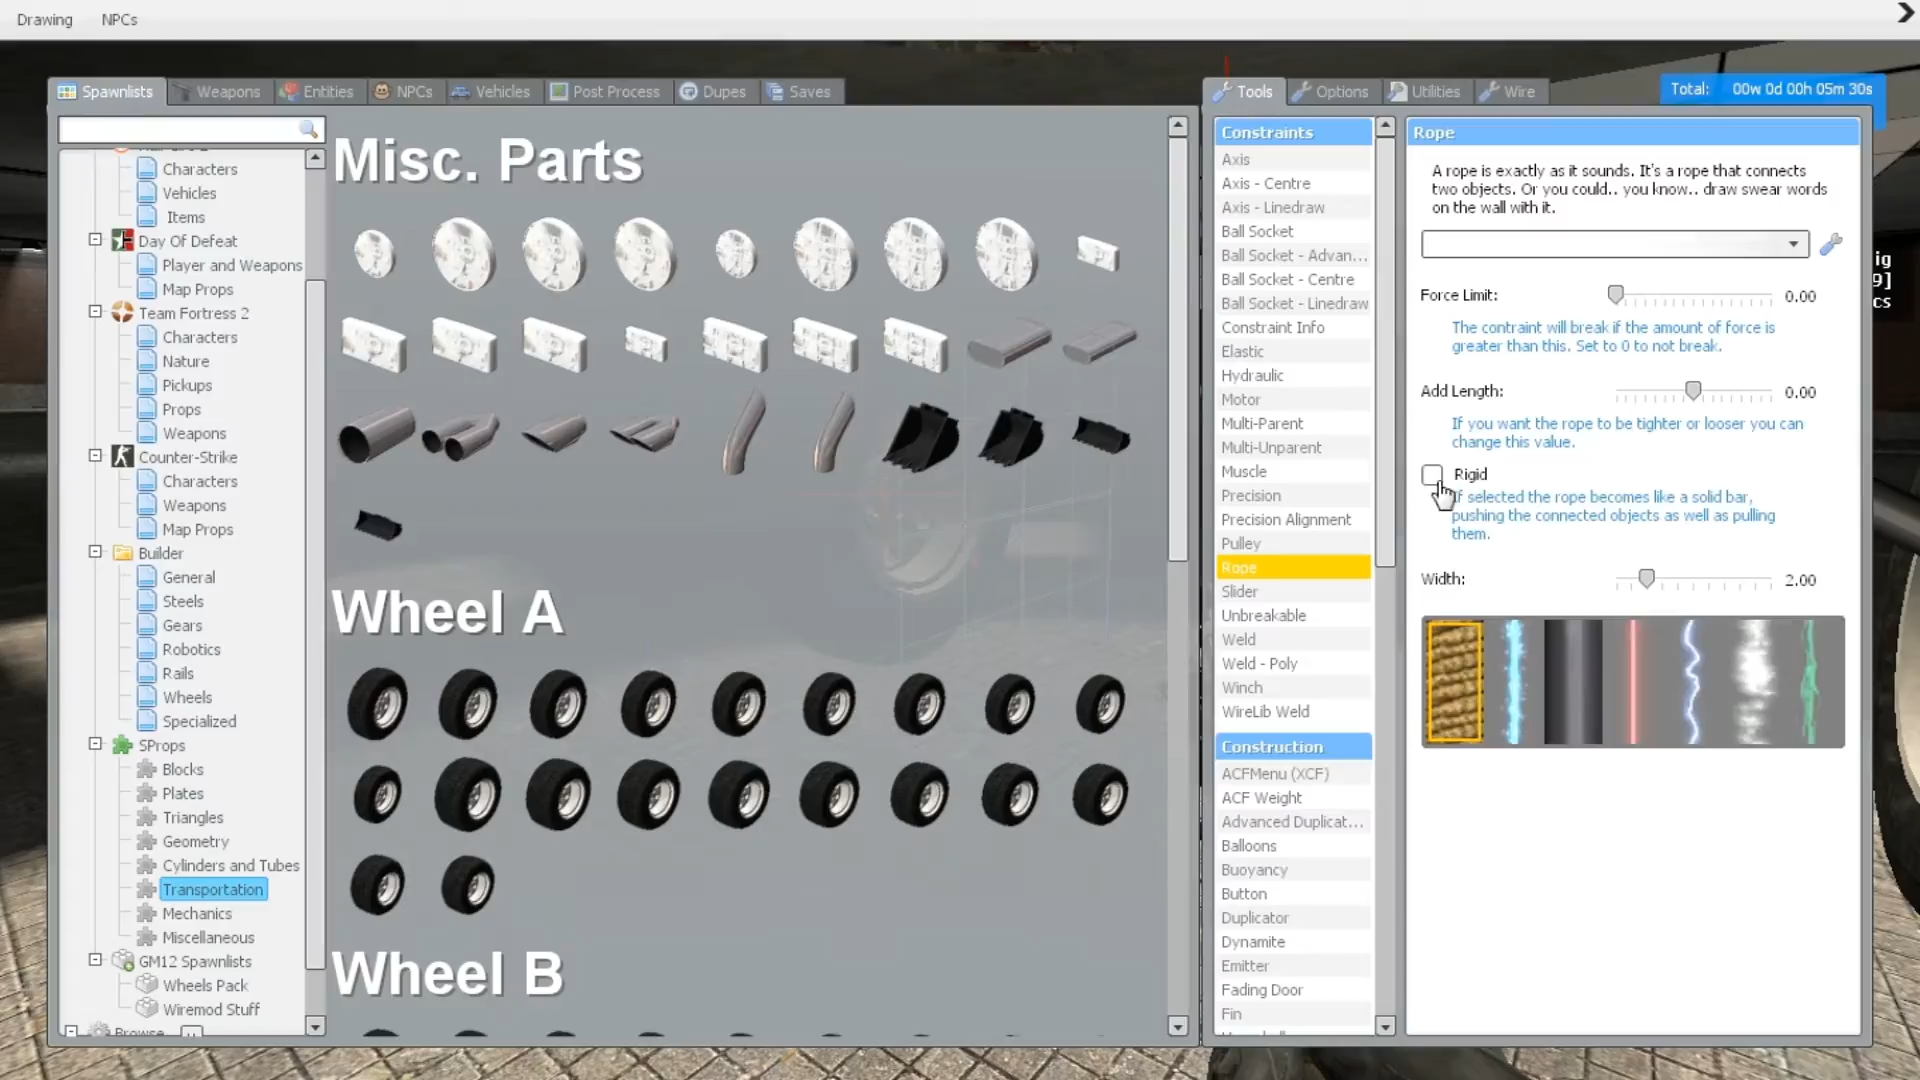 Drawing NPCs
Spawnlists Weapons Entities NPCs Vehicles Post Process Dupes Saves
Tools Options Utilities Wire
Total: 00w 0d 00h 05m 30s
Characters
Vehicles
Items
Day Of Defeat
Player and Weapons
Map Props
Team Fortress 2
Characters
Nature
Pickups
Props
Weapons
Counter-Strike
Characters
Weapons
Map Props
Builder
General
Steels
Gears
Robotics
Rails
Wheels
Specialized
SProps
Blocks
Plates
Triangles
Geometry
Cylinders and Tubes
Transportation
Mechanics
Miscellaneous
GM12 Spawnlists
Wheels Pack
Wiremod Stuff
Browse
Misc. Parts
Wheel A
Wheel B
Constraints
Axis
Axis - Centre
Axis - Linedraw
Ball Socket
Ball Socket - Advan...
Ball Socket - Centre
Ball Socket - Linedraw
Constraint Info
Elastic
Hydraulic
Motor
Multi-Parent
Multi-Unparent
Muscle
Precision
Precision Alignment
Pulley
Rope
Slider
Unbreakable
Weld
Weld - Poly
Winch
WireLib Weld
Construction
ACFMenu (XCF)
ACF Weight
Advanced Duplicat...
Balloons
Buoyancy
Button
Duplicator
Dynamite
Emitter
Fading Door
Fin
Rope
A rope is exactly as it sounds. It's a rope that connects
two objects. Or you could.. you know.. draw swear words
on the wall with it.
Force Limit: 0.00
The contraint will break if the amount of force is
greater than this. Set to 0 to not break.
Add Length: 0.00
If you want the rope to be tighter or looser you can
change this value.
Rigid
If selected the rope becomes like a solid bar,
pushing the connected objects as well as pulling
them.
Width: 2.00
ig
9]
cs